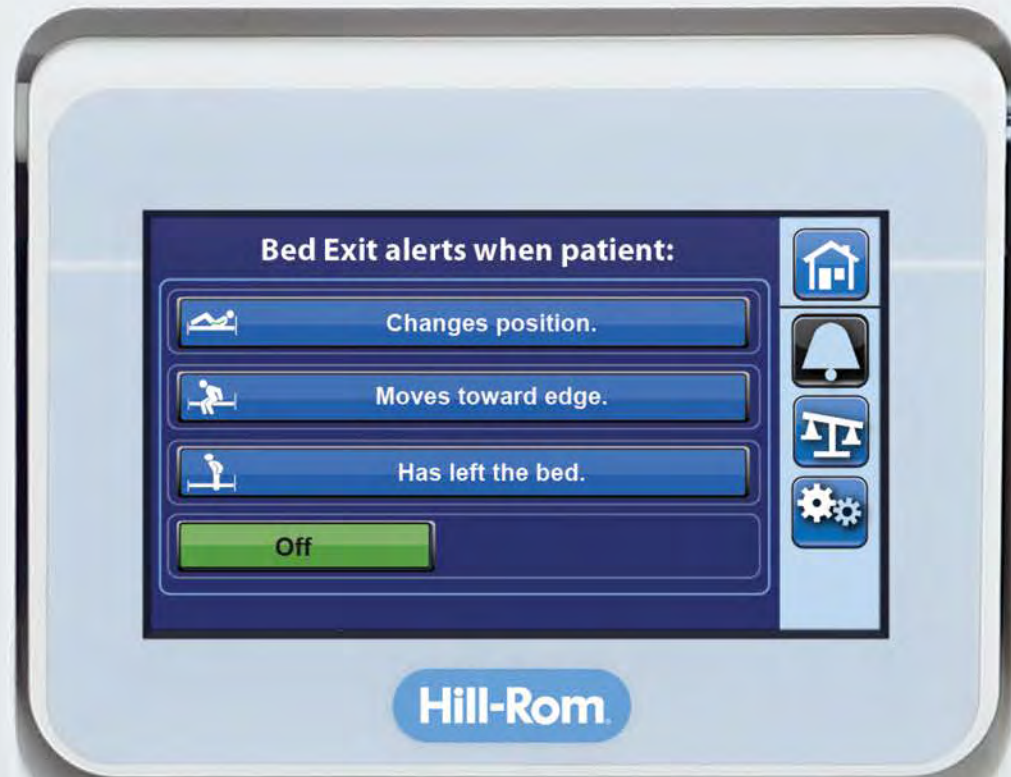 Bed Exit alerts when patient:
Changes position.
Moves toward edge.
Has left the bed.
Off
Hill-Rom